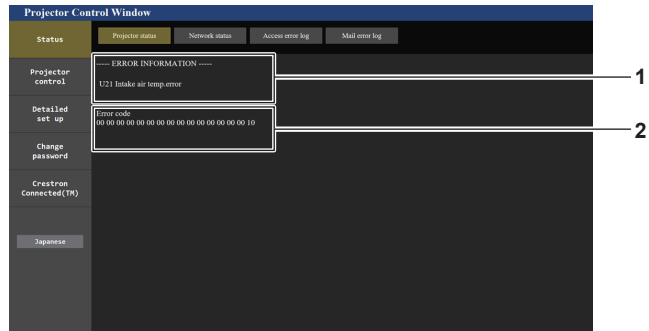 Projector Control Window
Status
Projector status
Network status
Access error log
Mail error log
----- ERROR INFORMATION -----
U21 Intake air temp.error
1
Projector
control
Error code
00 00 00 00 00 00 00 00 00 00 00 00 00 00 00 10
2
Detailed
set up
Change
password
Crestron
Connected(TM)
Japanese